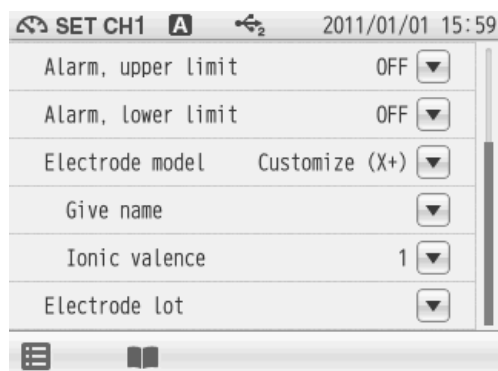 SET CH1 A 2 2011/01/01 15:59
Alarm, upper limit OFF
Alarm, lower limit OFF
Electrode model Customize (X+)
Give name
Ionic valence 1
Electrode lot